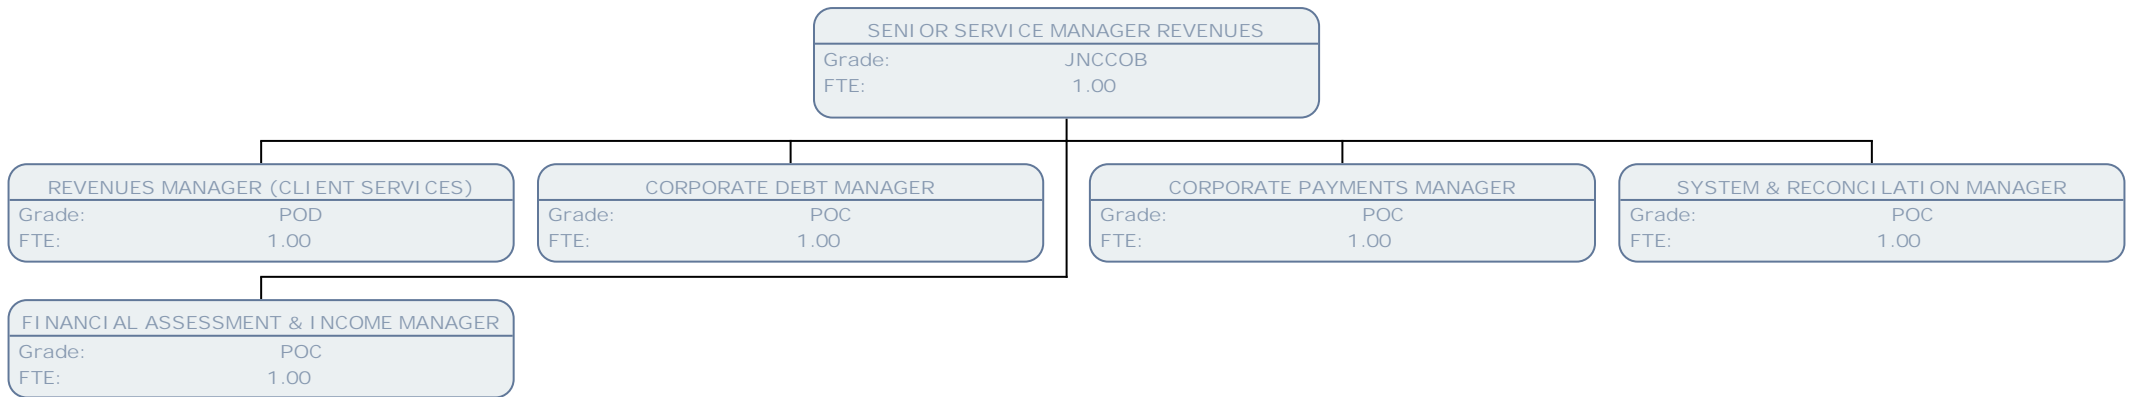 SENIOR SERVICE MANAGER REVENUES
Grade: JNCCOB
FTE: 1.00
REVENUES MANAGER (CLIENT SERVICES)
Grade: POD
FTE: 1.00
CORPORATE DEBT MANAGER
Grade: POC
FTE: 1.00
CORPORATE PAYMENTS MANAGER
Grade: POC
FTE: 1.00
SYSTEM & RECONCILATION MANAGER
Grade: POC
FTE: 1.00
FINANCIAL ASSESSMENT & INCOME MANAGER
Grade: POC
FTE: 1.00